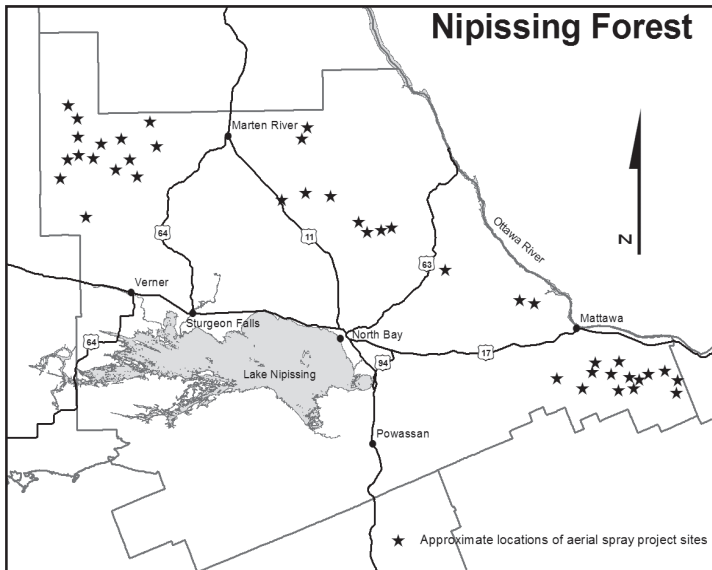 Nipissing Forest
Marten River
64
11
63
Ottawa River
N
Verner
Sturgeon Falls
North Bay
Mattawa
64
94
17
Lake Nipissing
Powassan
Approximate locations of aerial spray project sites